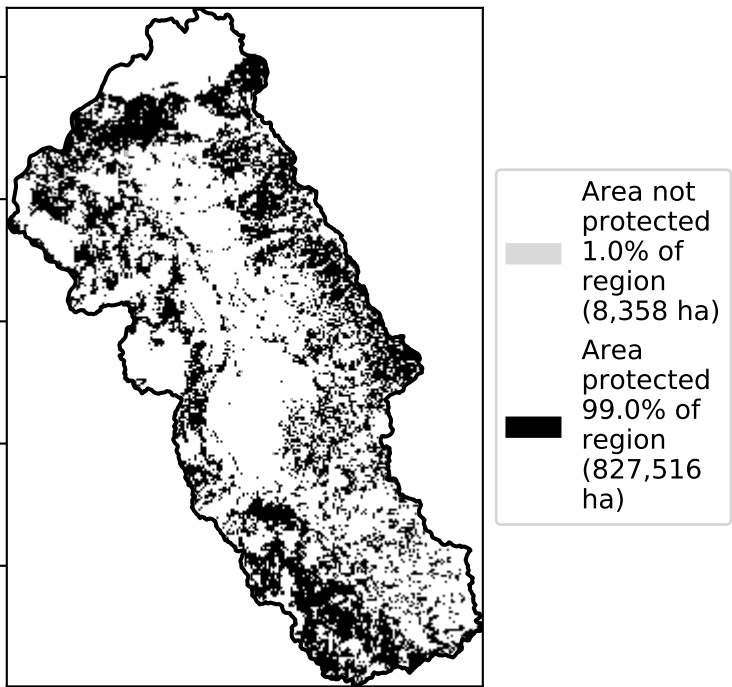 Area not
protected
1.0% of
region
(8,358 ha)
Area
protected
99.0% of
region
(827,516
ha)